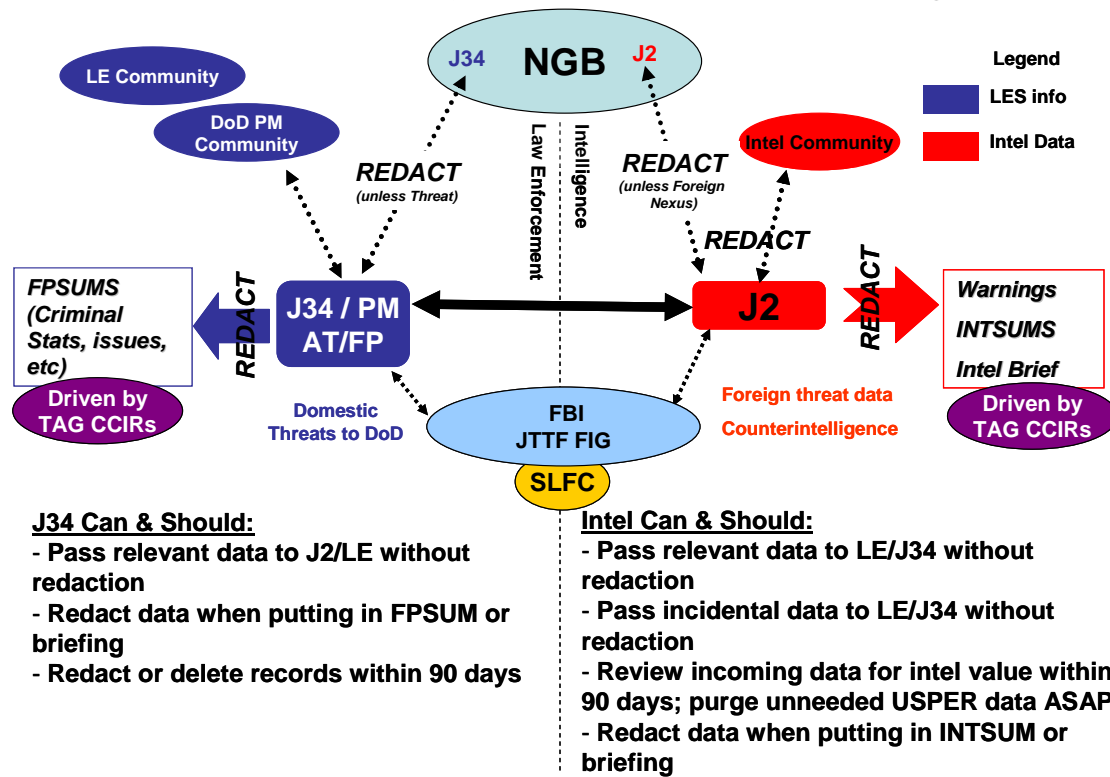 NGB
J34
J2
Legend
LES info
Intel Data
LE Community
DoD PM
Community
Intel Community
REDACT
(unless Threat)
Law Enforcement
Intelligence
REDACT
(unless Foreign
Nexus)
REDACT
FPSUMS
(Criminal
Stats, issues,
etc)
REDACT
J34 / PM
AT/FP
J2
REDACT
Warnings
INTSUMS
Intel Brief
Driven by
TAG CCIRs
Domestic
Threats to DoD
FBI
JTTF FIG
SLFC
Foreign threat data
Counterintelligence
Driven by
TAG CCIRs
J34 Can & Should:
- Pass relevant data to J2/LE without
redaction
- Redact data when putting in FPSUM or
briefing
- Redact or delete records within 90 days
Intel Can & Should:
- Pass relevant data to LE/J34 without
redaction
- Pass incidental data to LE/J34 without
redaction
- Review incoming data for intel value within
90 days; purge unneeded USPER data ASAP
- Redact data when putting in INTSUM or
briefing